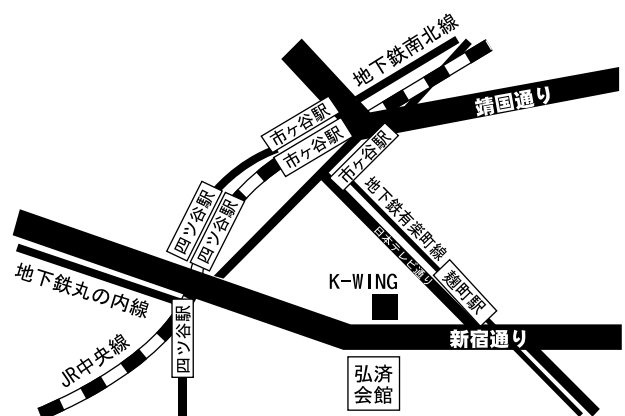 地下鉄南北線
靖国通り
市ヶ谷駅
市ヶ谷駅
市ヶ谷駅
四ツ谷駅
四ツ谷駅
地下鉄有楽町線
日本テレビ通り
麹町駅
地下鉄丸の内線
K-WING
四ツ谷駅
新宿通り
JR中央線
弘済
会館